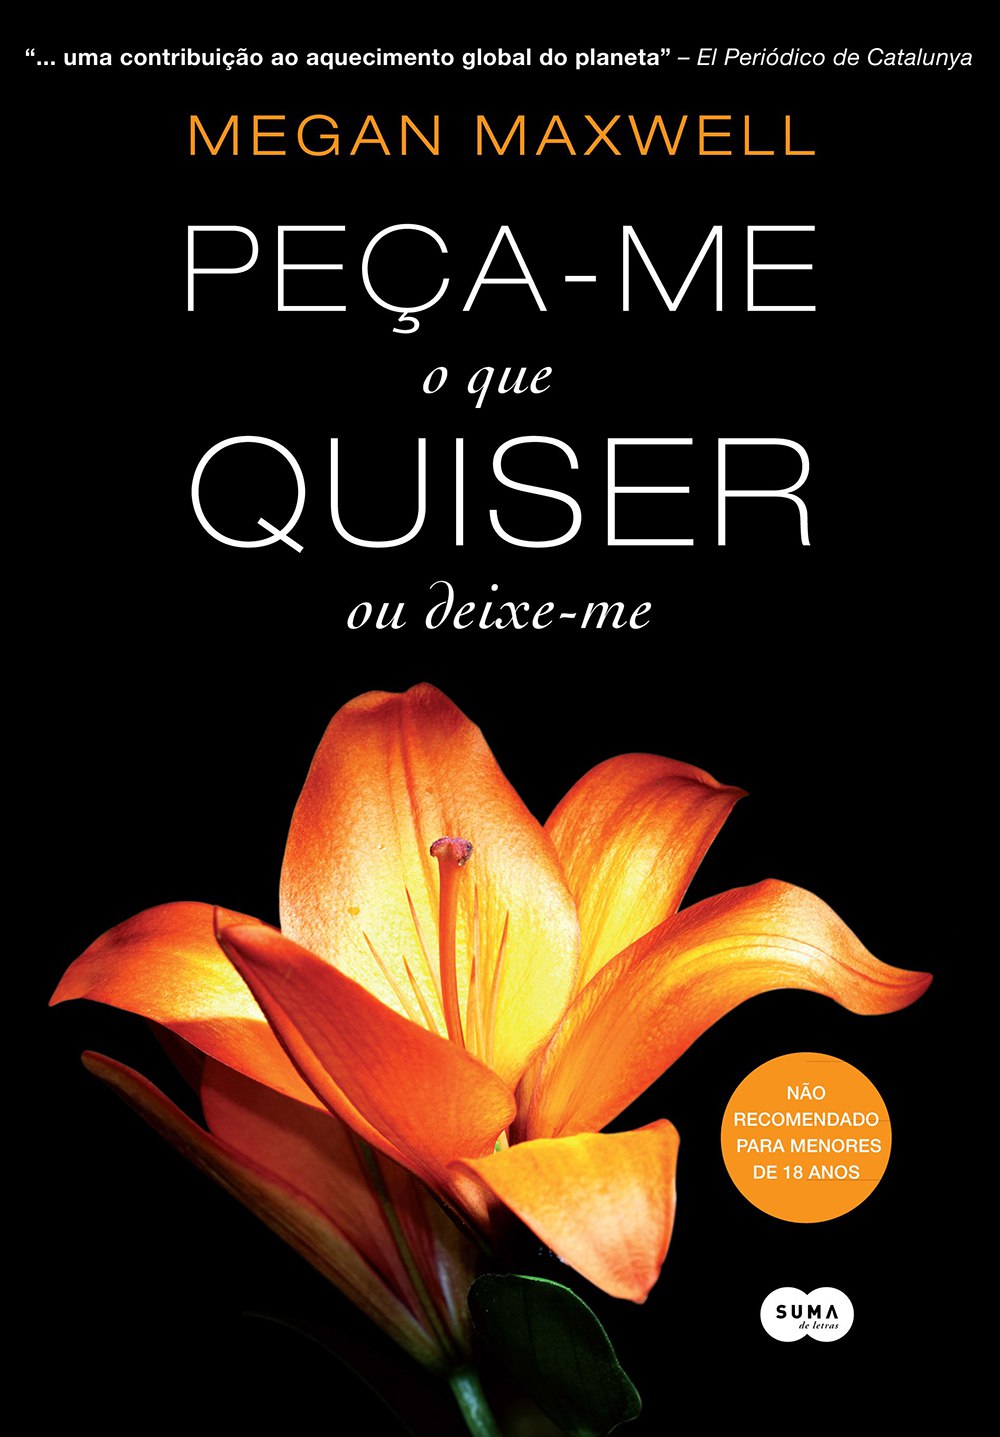 “... uma contribuição ao aquecimento global do planeta” – El Periódico de Catalunya
MEGAN MAXWELL
PEÇA-ME
o que
QUISER
ou deixe-me
NÃO
RECOMENDADO
PARA MENORES
DE 18 ANOS
SUMA
de letras